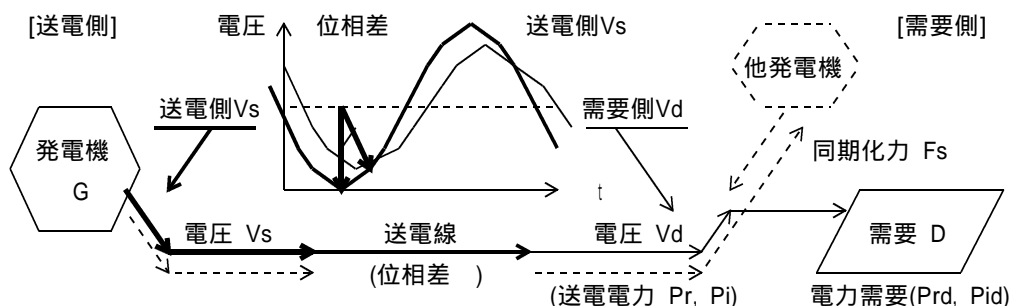 [送電側]
電圧
位相差
送電側Vs
[需要側]
他発電機
送電側Vs
需要側Vd
発電機
G
同期化力 Fs
t
電圧 Vs
送電線
電圧 Vd
需要 D
(位相差 )
(送電電力 Pr, Pi)
電力需要(Prd, Pid)